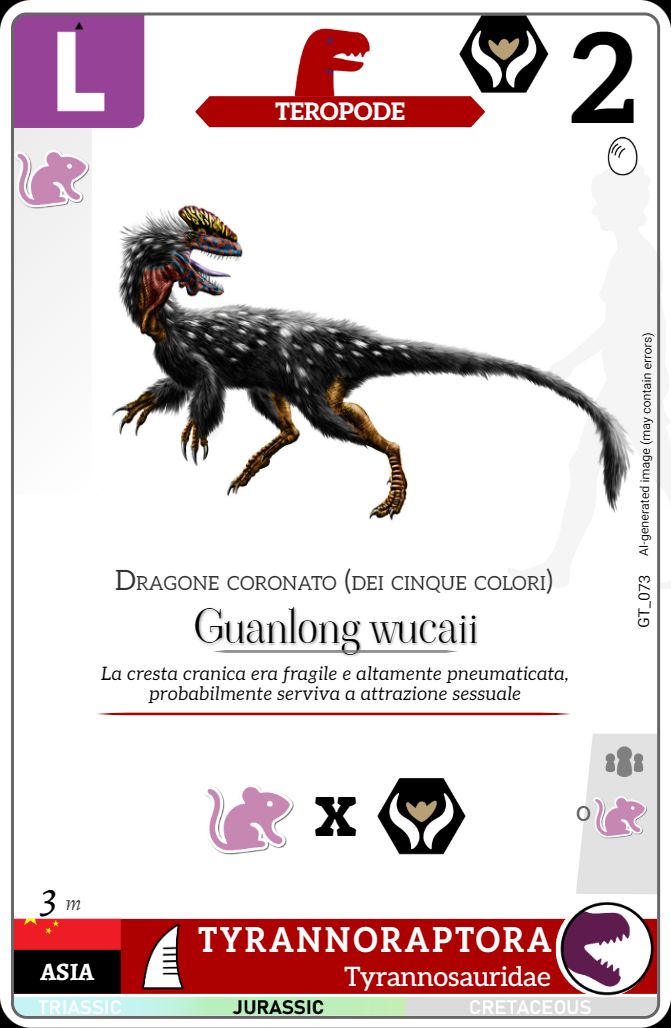 L
TEROPODE
2
AI-generated image (may contain errors)
GT_073
Dragone coronato (dei cinque colori)
Guanlong wucaii
La cresta cranica era fragile e altamente pneumaticata,
probabilmente serviva a attrazione sessuale
x
o
3 m
ASIA
TYRANNORAPTORA
Tyrannosauridae
TRIASSIC JURASSIC CRETACEOUS